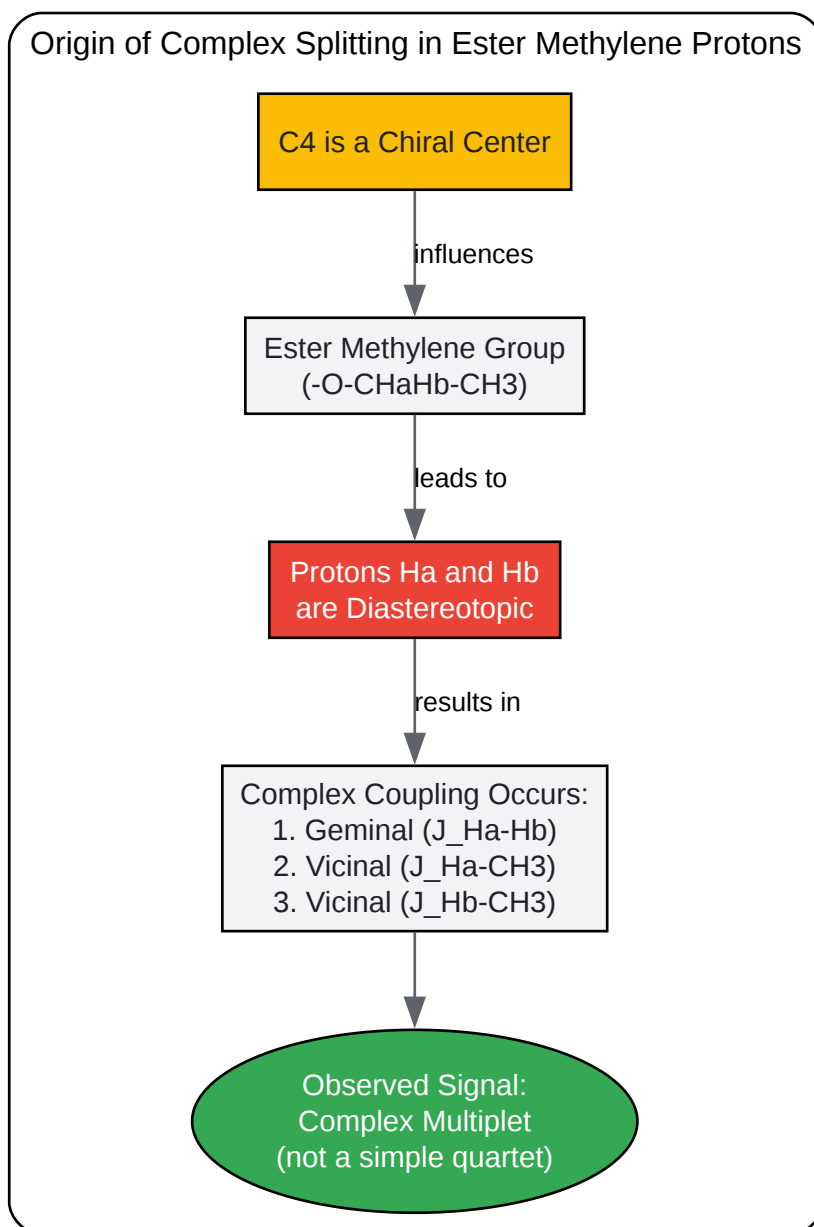 Origin of Complex Splitting in Ester Methylene Protons
C4 is a Chiral Center
influences
Ester Methylene Group
(-O-CHaHb-CH3)
leads to
Protons Ha and Hb
are Diastereotopic
results in
Complex Coupling Occurs:
1. Geminal (J_Ha-Hb)
2. Vicinal (J_Ha-CH3)
3. Vicinal (J_Hb-CH3)
Observed Signal:
Complex Multiplet
(not a simple quartet)